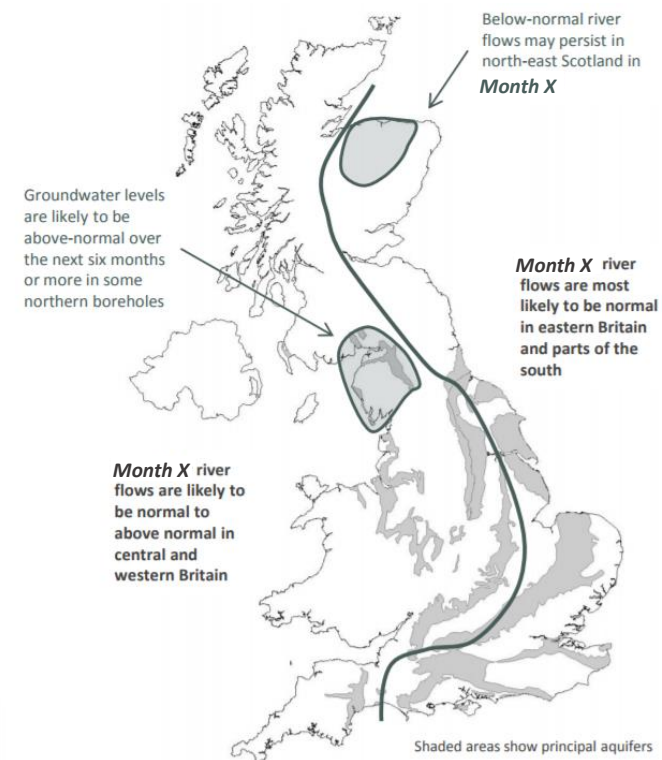 Below-normal river
flows may persist in
north-east Scotland in
Month X
Groundwater levels
are likely to be
above-normal over
the next six months
or more in some
northern boreholes
Month X river
flows are most
likely to be normal
in eastern Britain
and parts of the
south
Month X river
flows are likely to
be normal to
above normal in
central and
western Britain
Shaded areas show principal aquifers